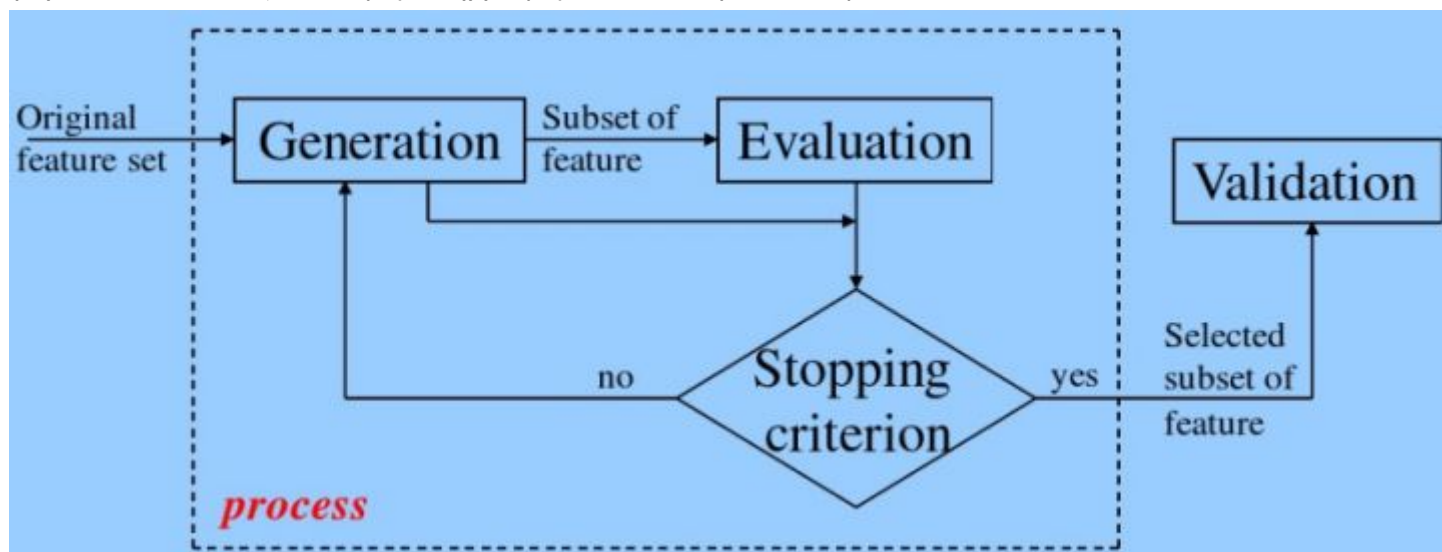 Original
feature set
Generation
Subset of
feature
Evaluation
Validation
Stopping
criterion
no
yes
Selected
subset of
feature
process